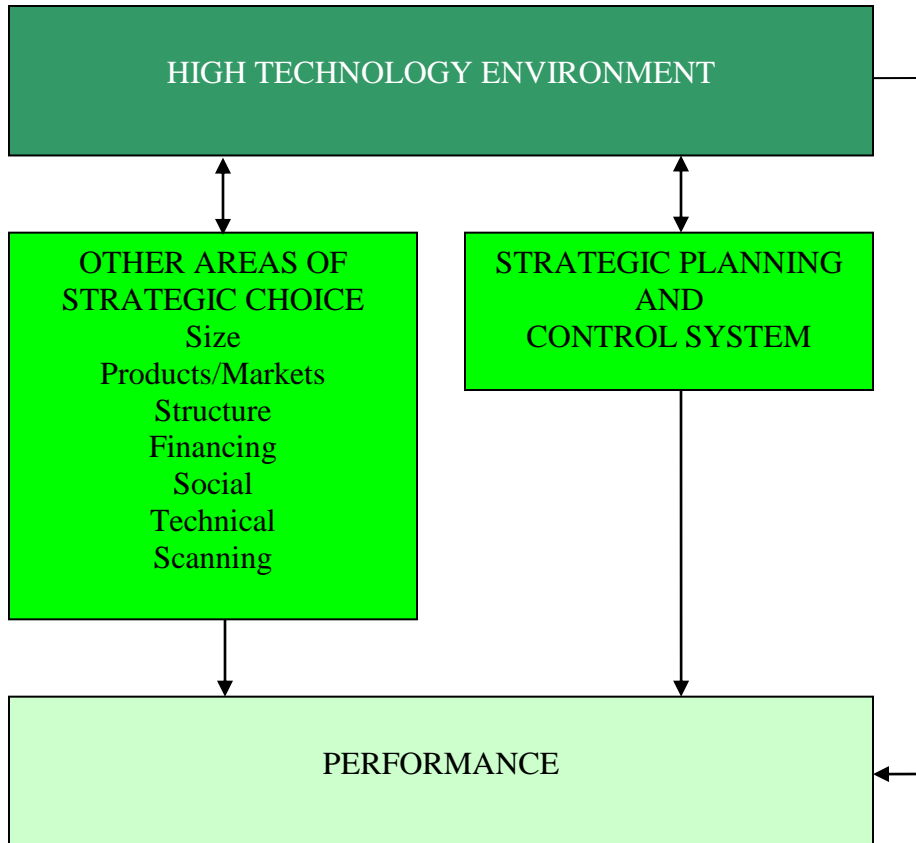 HIGH TECHNOLOGY ENVIRONMENT
OTHER AREAS OF
STRATEGIC CHOICE
Size
Products/Markets
Structure
Financing
Social
Technical
Scanning
STRATEGIC PLANNING
AND
CONTROL SYSTEM
PERFORMANCE